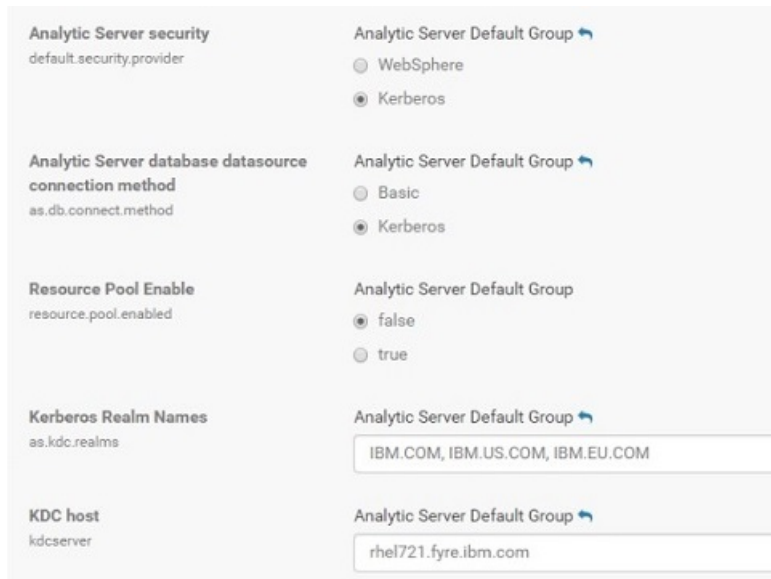 Analytic Server security
default.security.provider
Analytic Server Default Group
WebSphere
Kerberos
Analytic Server database datasource
connection method
as.db.connect.method
Analytic Server Default Group
Basic
Kerberos
Resource Pool Enable
resource.pool.enabled
Analytic Server Default Group
false
true
Kerberos Realm Names
as.kdc.realms
Analytic Server Default Group
IBM.COM, IBM.US.COM, IBM.EU.COM
KDC host
kdcserver
Analytic Server Default Group
rhel721.fyre.ibm.com